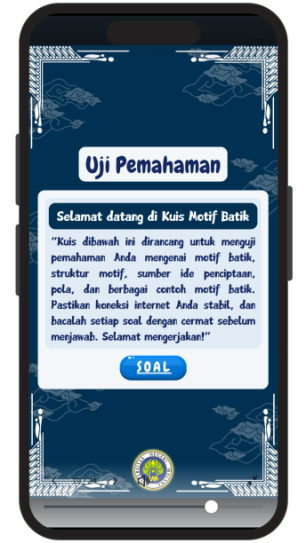 Uji Pemahaman
Selamat datang di Kuis Motif Batik
"Kuis dibawah ini dirancang untuk menguji
pemahaman Anda mengenai motif batik,
struktur motif, sumber ide penciptaan,
pola, dan berbagai contoh motif batik.
Pastikan koneksi internet Anda stabil, dan
bacalah setiap soal dengan cermat sebelum
menjawab. Selamat mengerjakan!"
SOAL